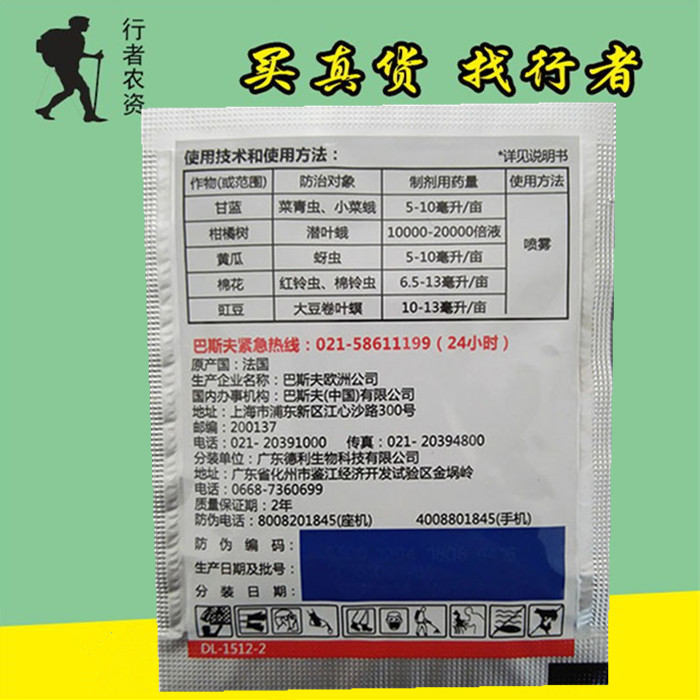 行者农资
买真货 找行者
使用技术和使用方法： *详见说明书
作物(或范围) 防治对象 制剂用药量 使用方法
甘蓝 菜青虫、小菜蛾 5-10毫升/亩 喷雾
柑橘树 潜叶蛾 10000-20000倍液
黄瓜 蚜虫 5-10毫升/亩
棉花 红铃虫、棉铃虫 6.5-13毫升/亩
豇豆 大豆卷叶螟 10-13毫升/亩
巴斯夫紧急热线：021-58611199（24小时）
原产国：法国
生产企业名称：巴斯夫欧洲公司
国内办事机构：巴斯夫(中国)有限公司
地址：上海市浦东新区江心沙路300号
邮编：200137
电话：021- 20391000 传真：021- 20394800
分装单位：广东德利生物科技有限公司
地址：广东省化州市鉴江经济开发试验区金埚岭
电话：0668-7360699
质量保证期：2年
防伪电话：8008201845(座机) 4008801845(手机)
防伪编码：
生产日期及批号：
分装日期：
DL-1512-2